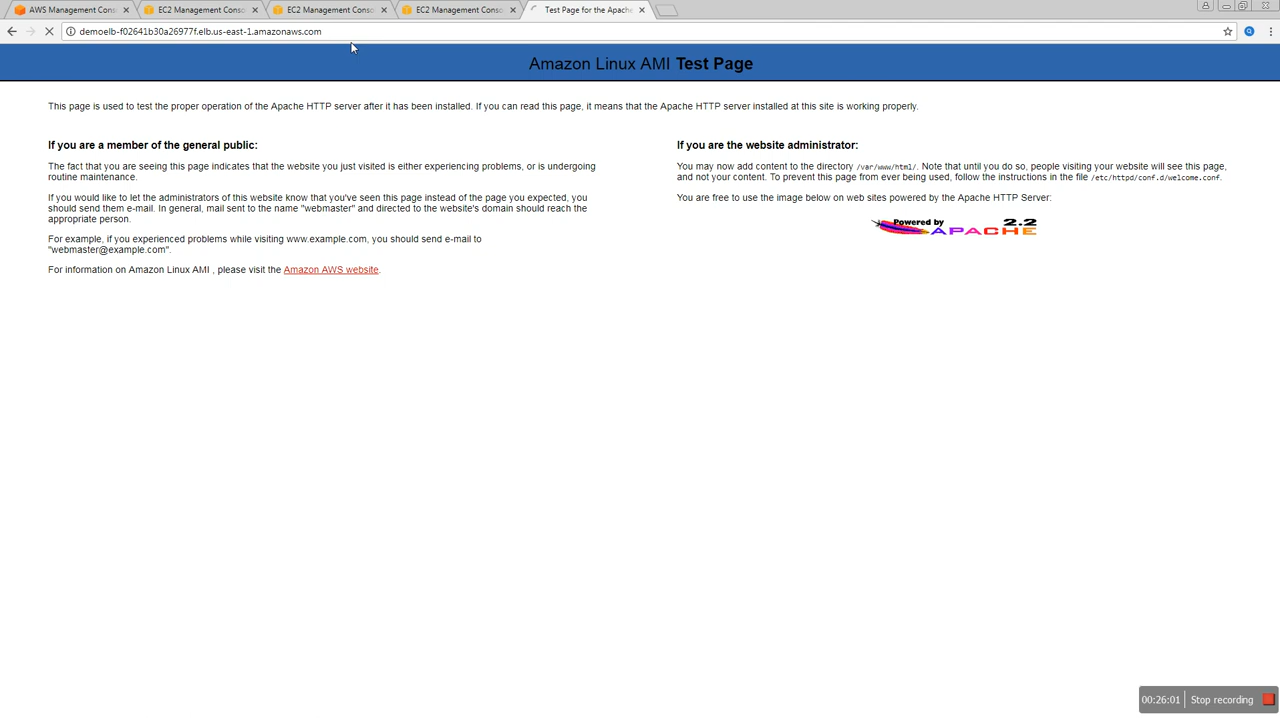 AWS Management Consol
EC2 Management Conso
EC2 Management Conso
EC2 Management Conso
Test Page for the Apache
demoelb-f02641b30a26977f.elb.us-east-1.amazonaws.com
Amazon Linux AMI Test Page
This page is used to test the proper operation of the Apache HTTP server after it has been installed. If you can read this page, it means that the Apache HTTP server installed at this site is working properly.
If you are a member of the general public:
The fact that you are seeing this page indicates that the website you just visited is either experiencing problems, or is undergoing
routine maintenance.
If you would like to let the administrators of this website know that you've seen this page instead of the page you expected, you
should send them e-mail. In general, mail sent to the name "webmaster" and directed to the website's domain should reach the
appropriate person.
For example, if you experienced problems while visiting www.example.com, you should send e-mail to
"webmaster@example.com".
For information on Amazon Linux AMI , please visit the Amazon AWS website.
If you are the website administrator:
You may now add content to the directory /var/www/html/. Note that until you do so, people visiting your website will see this page,
and not your content. To prevent this page from ever being used, follow the instructions in the file /etc/httpd/conf.d/welcome.conf.
You are free to use the image below on web sites powered by the Apache HTTP Server:
Powered by 2.2
APACHE
00:26:01 Stop recording